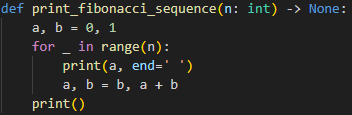 def print_fibonacci_sequence(n: int) -> None:
    a, b = 0, 1
    for _ in range(n):
        print(a, end=' ')
        a, b = b, a + b
    print()